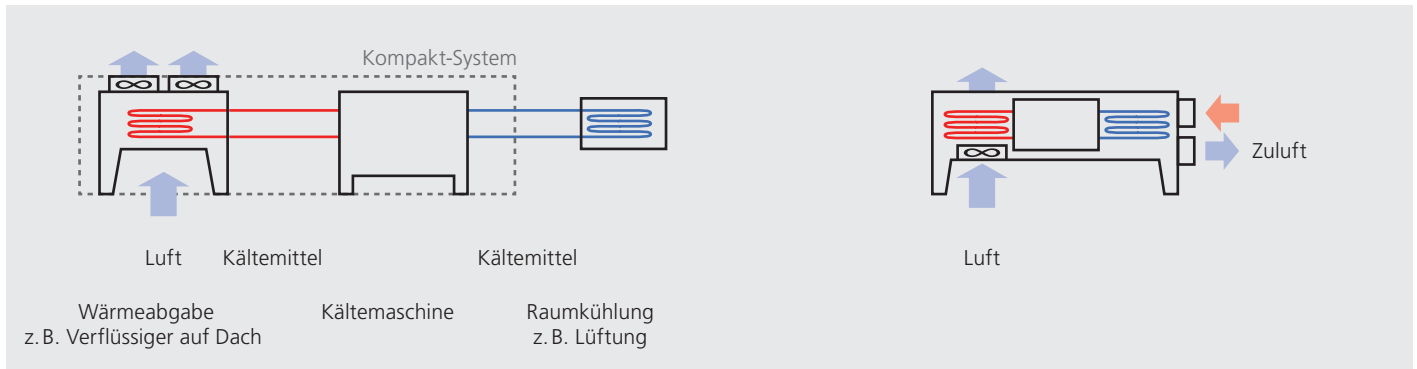 Kompakt-System
Zuluft
Luft
Kältemittel
Kältemittel
Luft
Wärmeabgabe
z. B. Verflüssiger auf Dach
Kältemaschine
Raumkühlung
z. B. Lüftung